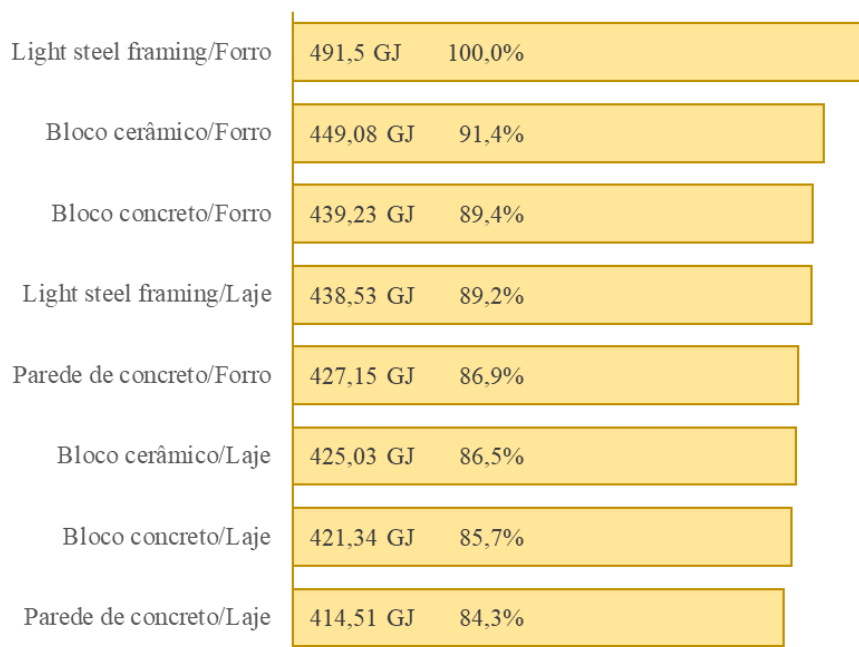 Light steel framing/Forro 491,5 GJ 100,0%
Bloco cerâmico/Forro 449,08 GJ 91,4%
Bloco concreto/Forro 439,23 GJ 89,4%
Light steel framing/Laje 438,53 GJ 89,2%
Parede de concreto/Forro 427,15 GJ 86,9%
Bloco cerâmico/Laje 425,03 GJ 86,5%
Bloco concreto/Laje 421,34 GJ 85,7%
Parede de concreto/Laje 414,51 GJ 84,3%